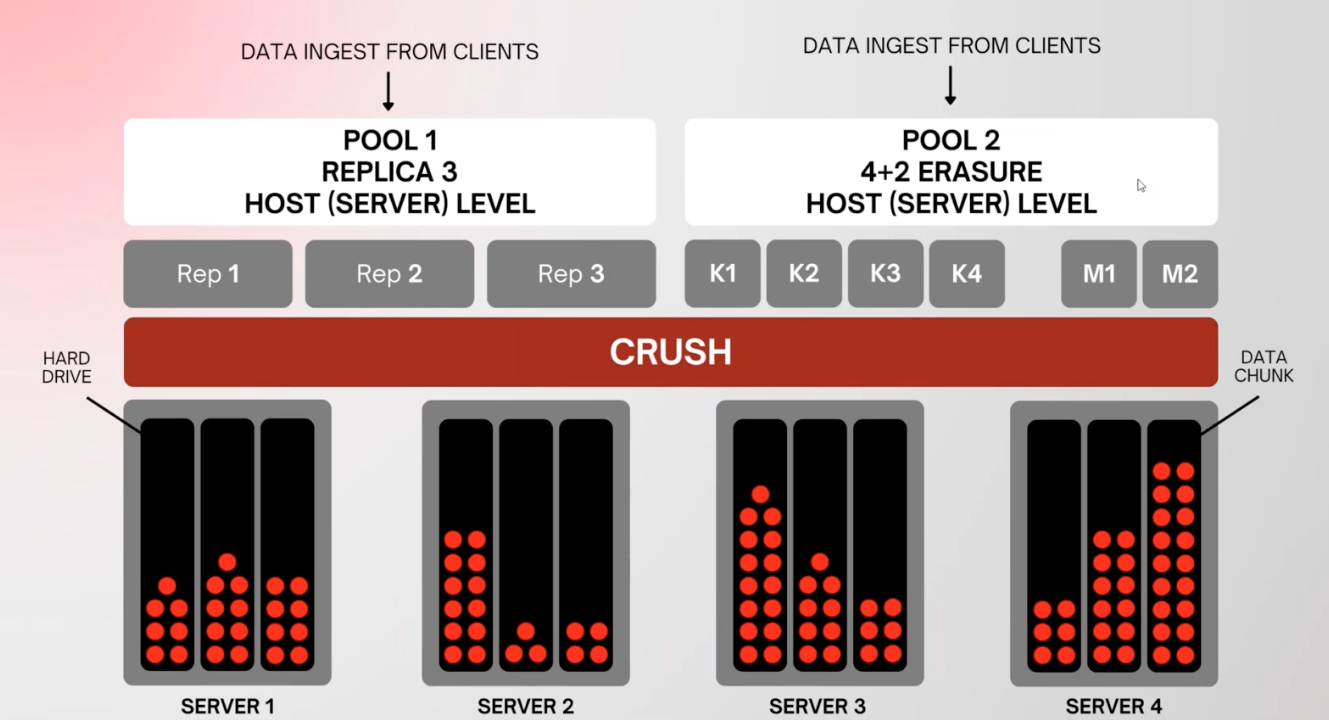 DATA INGEST FROM CLIENTS
DATA INGEST FROM CLIENTS
POOL 1
REPLICA 3
HOST (SERVER) LEVEL
POOL 2
4+2 ERASURE
HOST (SERVER) LEVEL
Rep 1
Rep 2
Rep 3
K1
K2
K3
K4
M1
M2
CRUSH
HARD
DRIVE
DATA
CHUNK
SERVER 1
SERVER 2
SERVER 3
SERVER 4